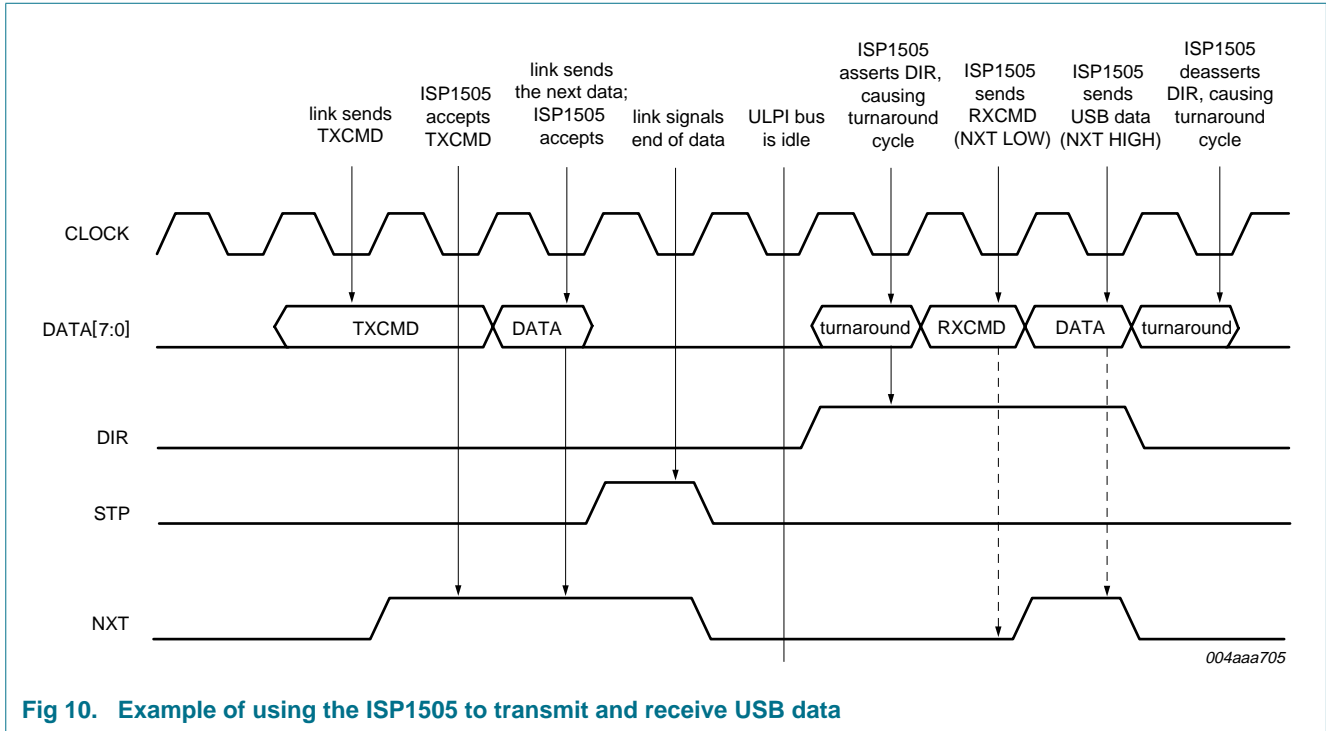 link sends
TXCMD
ISP1505
accepts
TXCMD
link sends
the next data;
ISP1505
accepts
link signals
end of data
ULPI bus
is idle
ISP1505
asserts DIR,
causing
turnaround
cycle
ISP1505
sends
RXCMD
(NXT LOW)
ISP1505
sends
USB data
(NXT HIGH)
ISP1505
deasserts
DIR, causing
turnaround
cycle
CLOCK
DATA[7:0]
TXCMD
DATA
turnaround
RXCMD
DATA
turnaround
DIR
STP
NXT
004aaa705
Fig 10. Example of using the ISP1505 to transmit and receive USB data